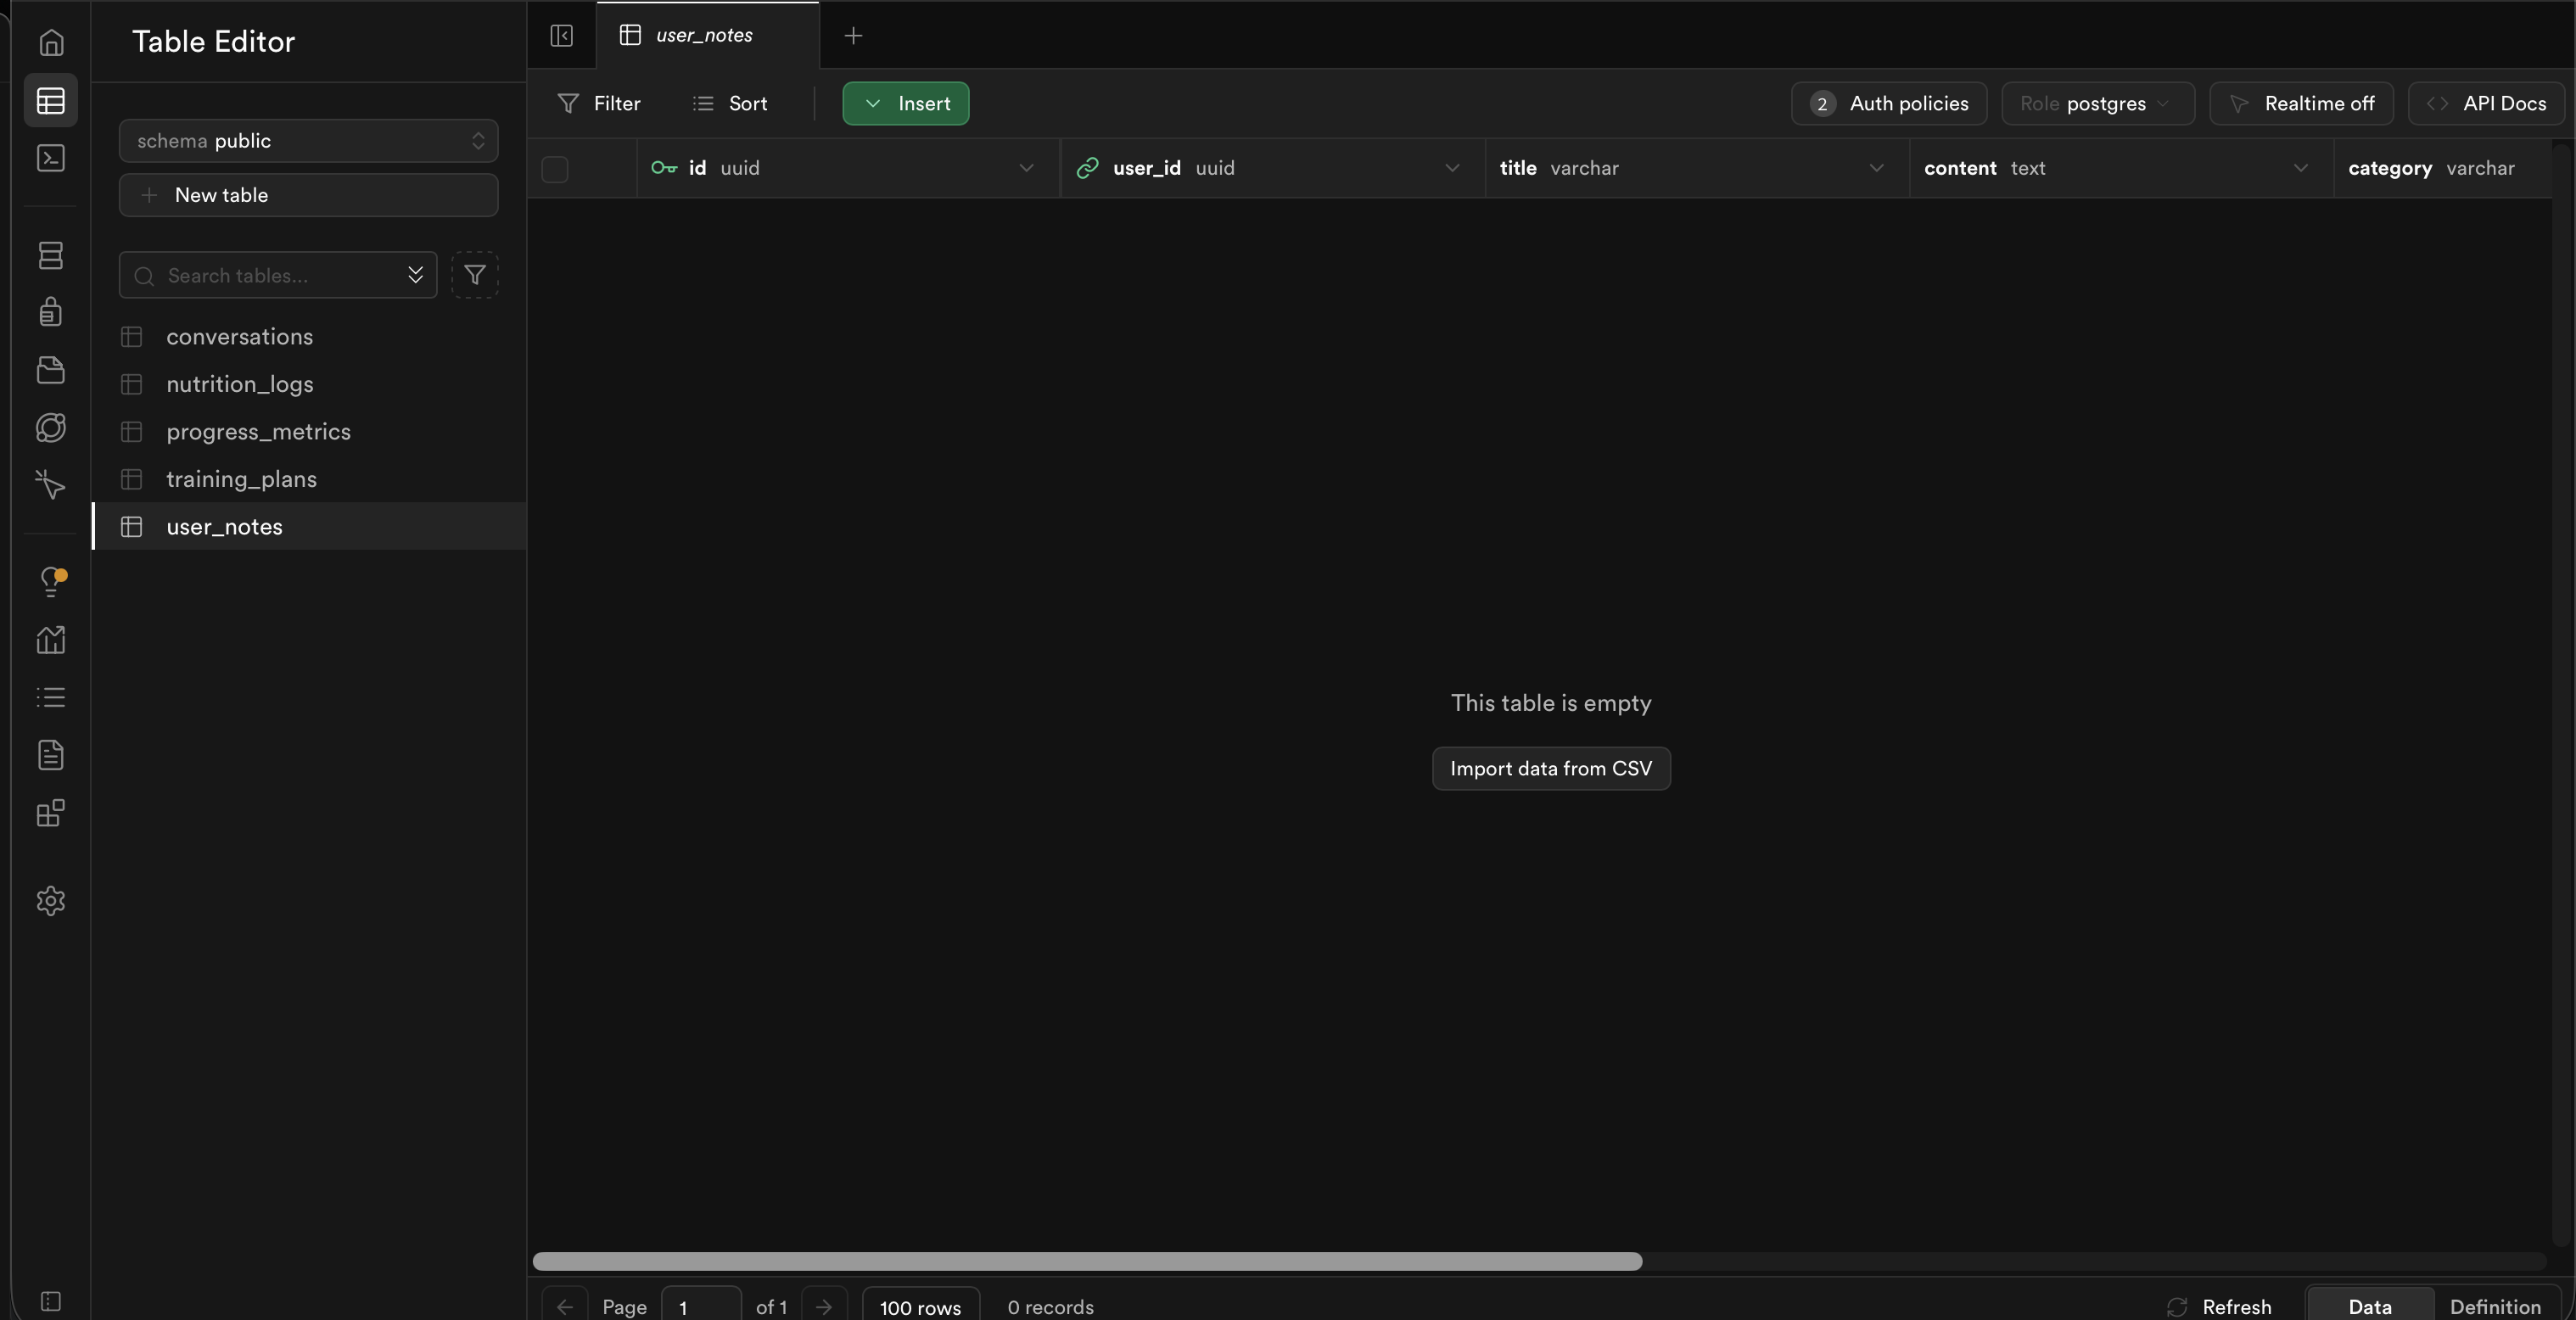 Table Editor
schema public
New table
Search tables...
conversations
nutrition_logs
progress_metrics
training_plans
user_notes
user_notes
Filter Sort Insert 2 Auth policies Role postgres Realtime off API Docs
id uuid user_id uuid title varchar content text category varchar
This table is empty
Import data from CSV
Page 1 of 1 100 rows 0 records Refresh Data Definition